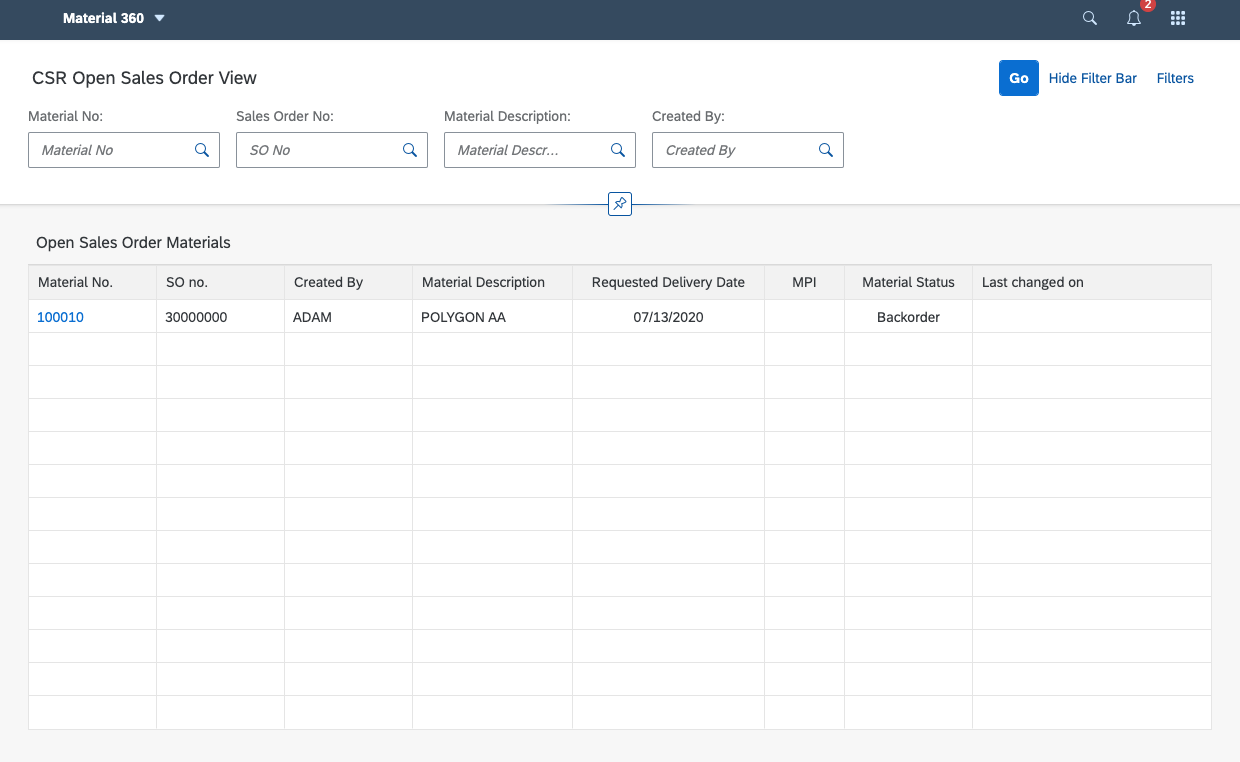 Material 360
2
CSR Open Sales Order View
Go
Hide Filter Bar
Filters
Material No:
Sales Order No:
Material Description:
Created By:
Material No
SO No
Material Descr...
Created By
Open Sales Order Materials
Material No. SO no. Created By Material Description Requested Delivery Date MPI Material Status Last changed on
100010 30000000 ADAM POLYGON AA 07/13/2020 Backorder